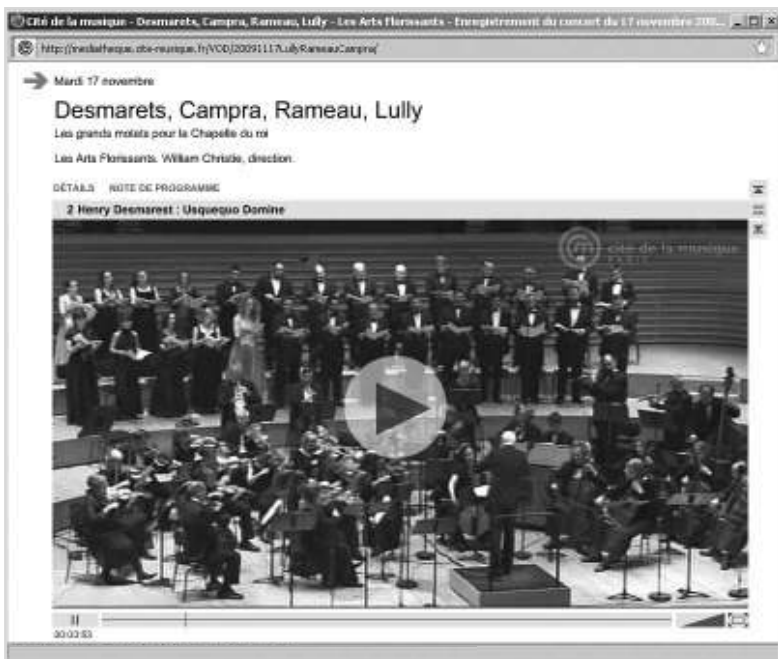 Cité de la musique - Desmarets, Campra, Rameau, Lully - Les Arts Florissants - Enregistrement du concert du 17 novembre 200...
http://mediatheque.cite-musique.fr/VOD/20091117LullyRameauCampra/
Mardi 17 novembre
Desmarets, Campra, Rameau, Lully
Les grands motets pour la Chapelle du roi
Les Arts Florissants. William Christie, direction.
DÉTAILS NOTE DE PROGRAMME
2 Henry Desmarest : Usquequo Domine
cité de la musique
PARIS
00:03:53